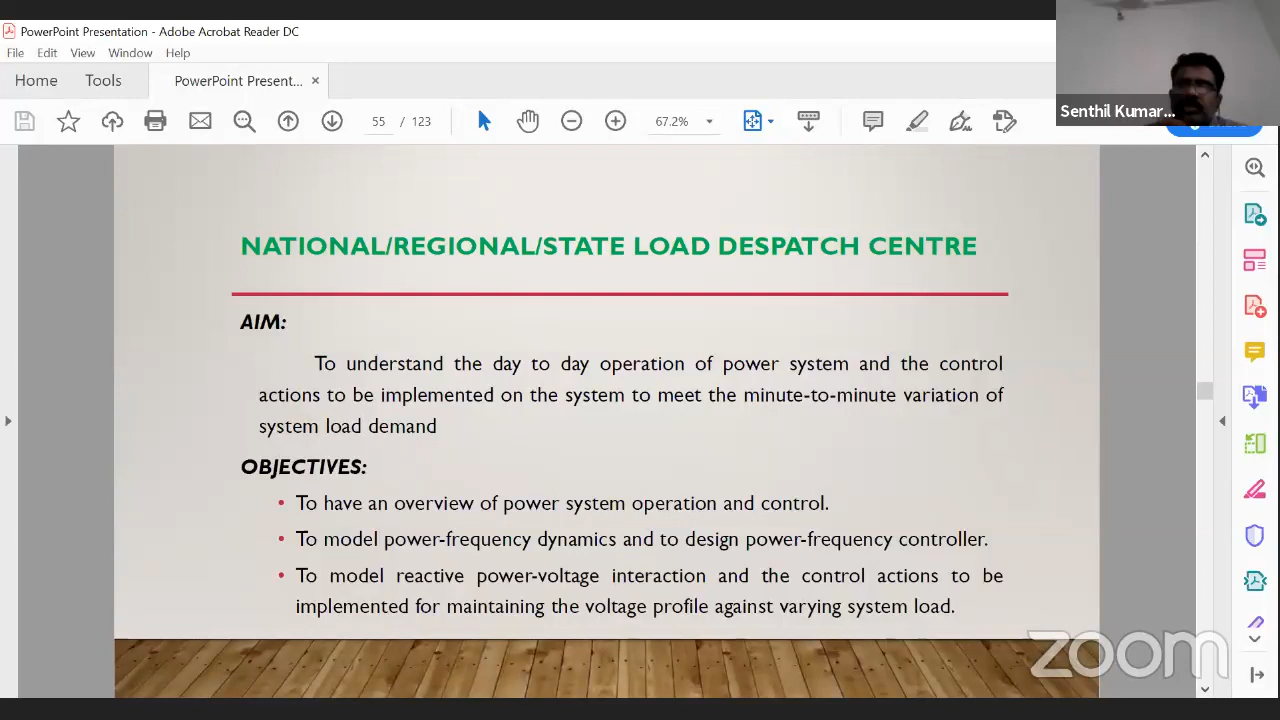 PowerPoint Presentation - Adobe Acrobat Reader DC
File Edit View Window Help
Home Tools PowerPoint Present... ×
55 / 123 67.2%
Senthil Kumar...
NATIONAL/REGIONAL/STATE LOAD DESPATCH CENTRE
AIM:
To understand the day to day operation of power system and the control
actions to be implemented on the system to meet the minute-to-minute variation of
system load demand
OBJECTIVES:
• To have an overview of power system operation and control.
• To model power-frequency dynamics and to design power-frequency controller.
• To model reactive power-voltage interaction and the control actions to be
implemented for maintaining the voltage profile against varying system load.
zoom